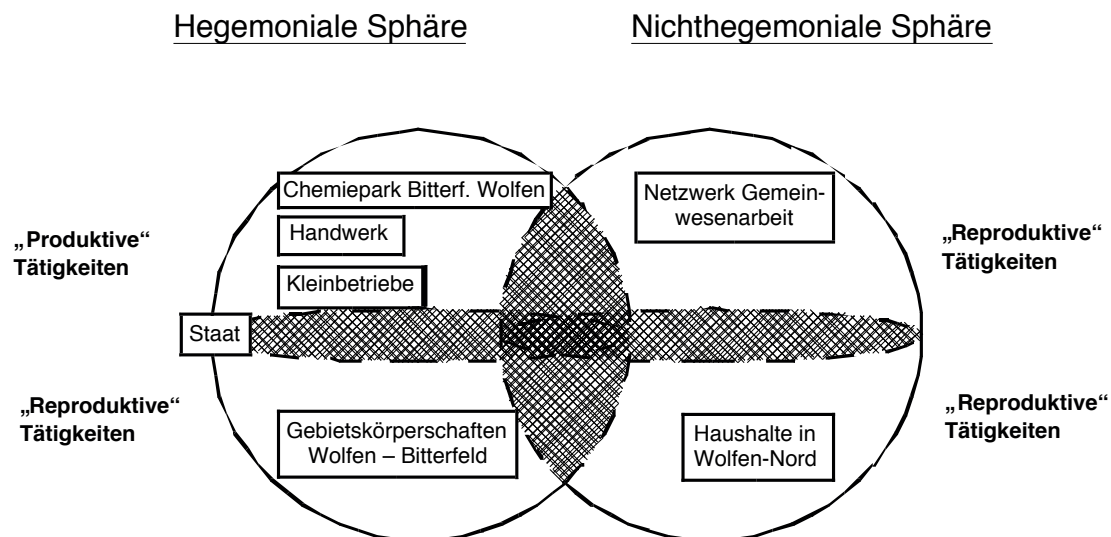 Hegemoniale Sphäre
Nichthegemoniale Sphäre
Chemiepark Bitterf. Wolfen
Handwerk
Kleinbetriebe
Netzwerk Gemein-
wesenarbeit
„Produktive“
Tätigkeiten
„Reproduktive“
Tätigkeiten
Staat
„Reproduktive“
Tätigkeiten
Gebietskörperschaften
Wolfen – Bitterfeld
Haushalte in
Wolfen-Nord
„Reproduktive“
Tätigkeiten